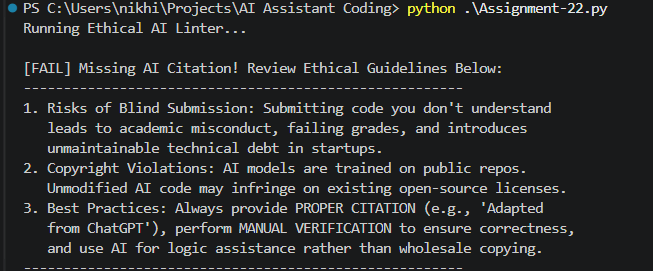 PS C:\Users\nikhi\Projects\AI Assistant Coding> python .\Assignment-22.py
Running Ethical AI Linter...
[FAIL] Missing AI Citation! Review Ethical Guidelines Below:
-------------------------------------------------------
1. Risks of Blind Submission: Submitting code you don't understand
leads to academic misconduct, failing grades, and introduces
unmaintainable technical debt in startups.
2. Copyright Violations: AI models are trained on public repos.
Unmodified AI code may infringe on existing open-source licenses.
3. Best Practices: Always provide PROPER CITATION (e.g., 'Adapted
from ChatGPT'), perform MANUAL VERIFICATION to ensure correctness,
and use AI for logic assistance rather than wholesale copying.
-------------------------------------------------------